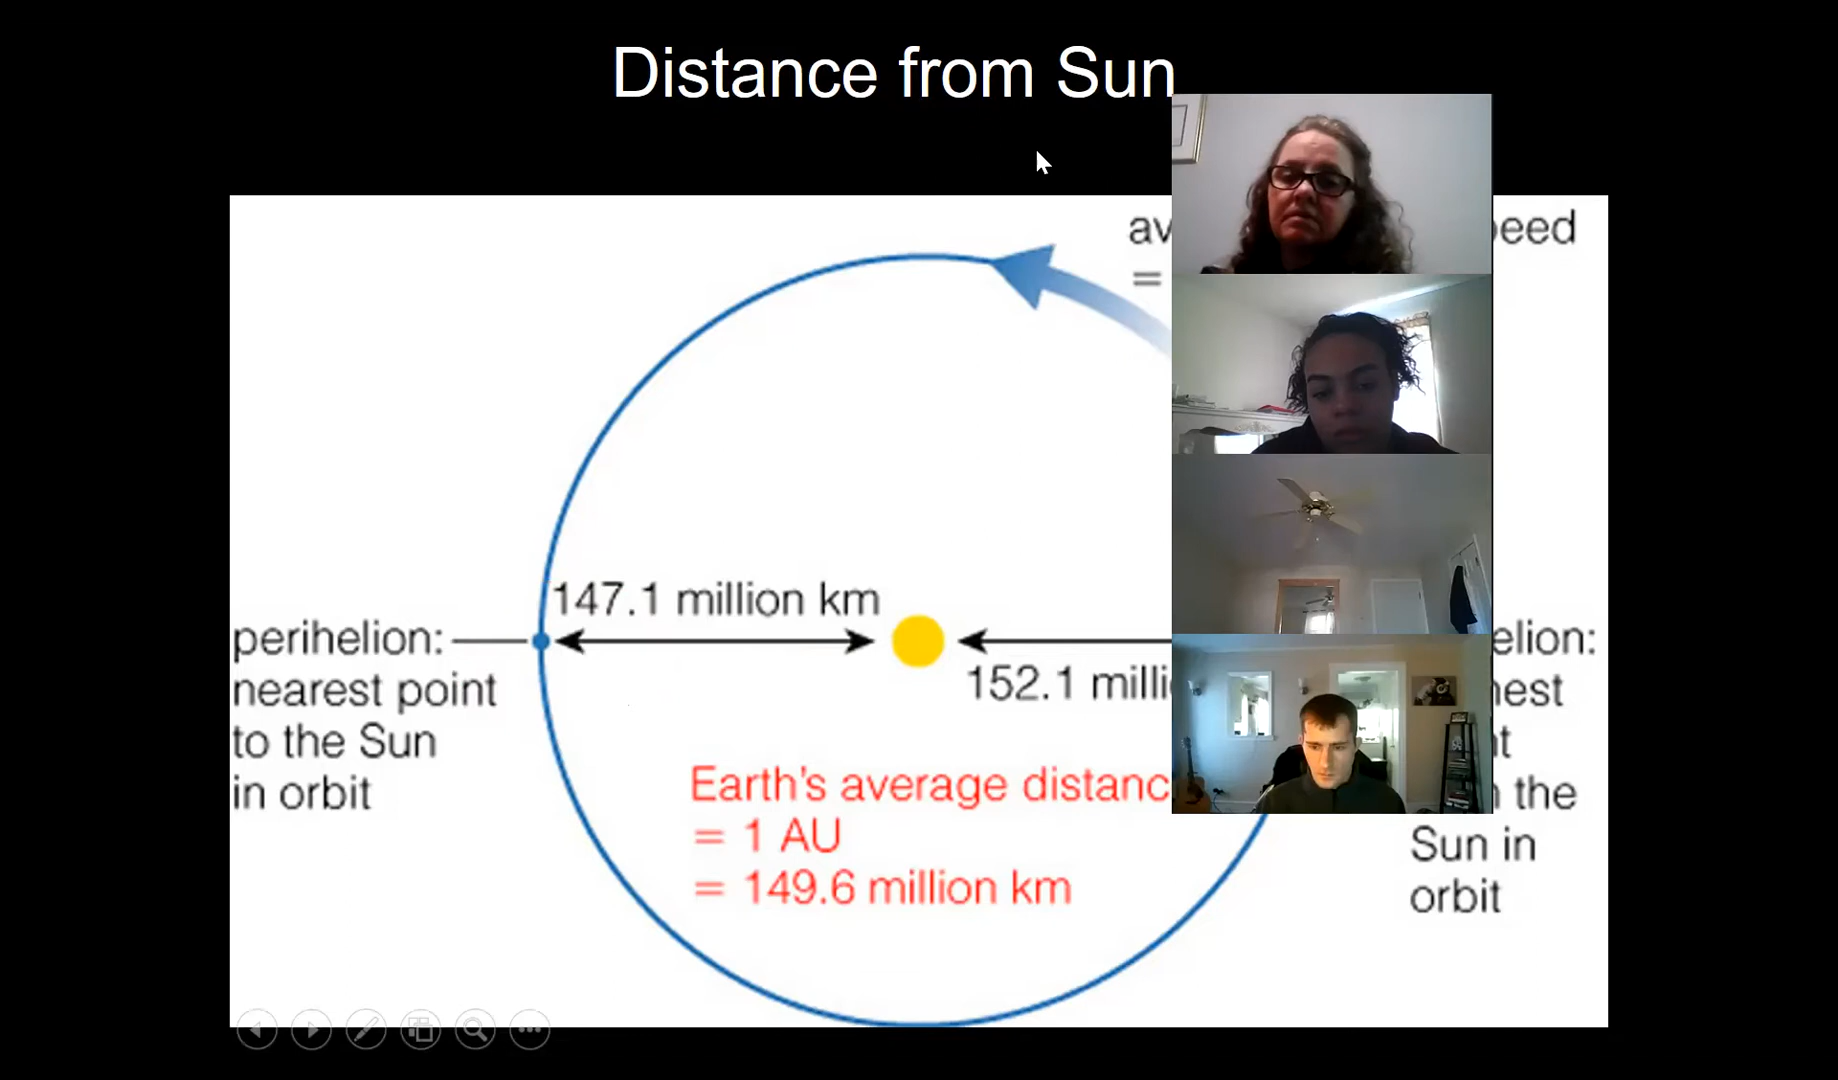 Distance from Sun
=
147.1 million km
perihelion:
nearest point
to the Sun
in orbit
152.1
Earth's average
= 1 AU
= 149.6 million km
the
Sun in
orbit